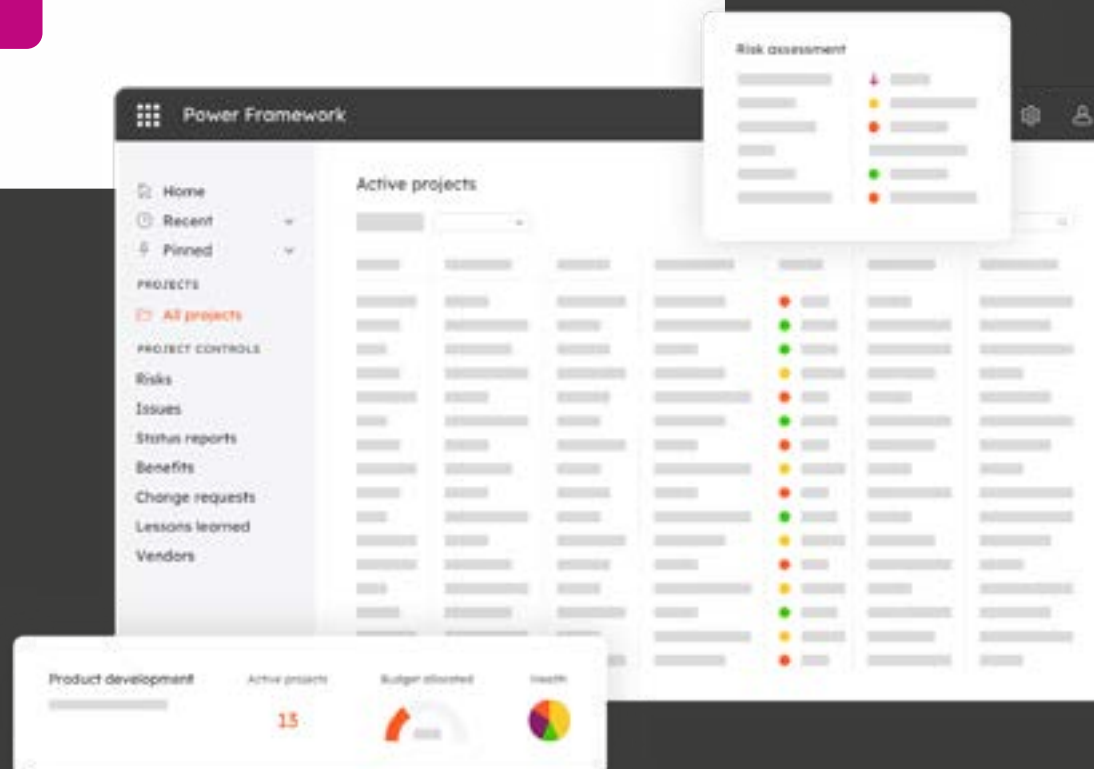 Risk assessment
Power Framework
Home
Recent
Pinned
PROJECTS
All projects
PROJECT CONTROLS
Risks
Issues
Status reports
Benefits
Change requests
Lessons learned
Vendors
Active projects
Product development
Active projects
Budget allocated
Health
13